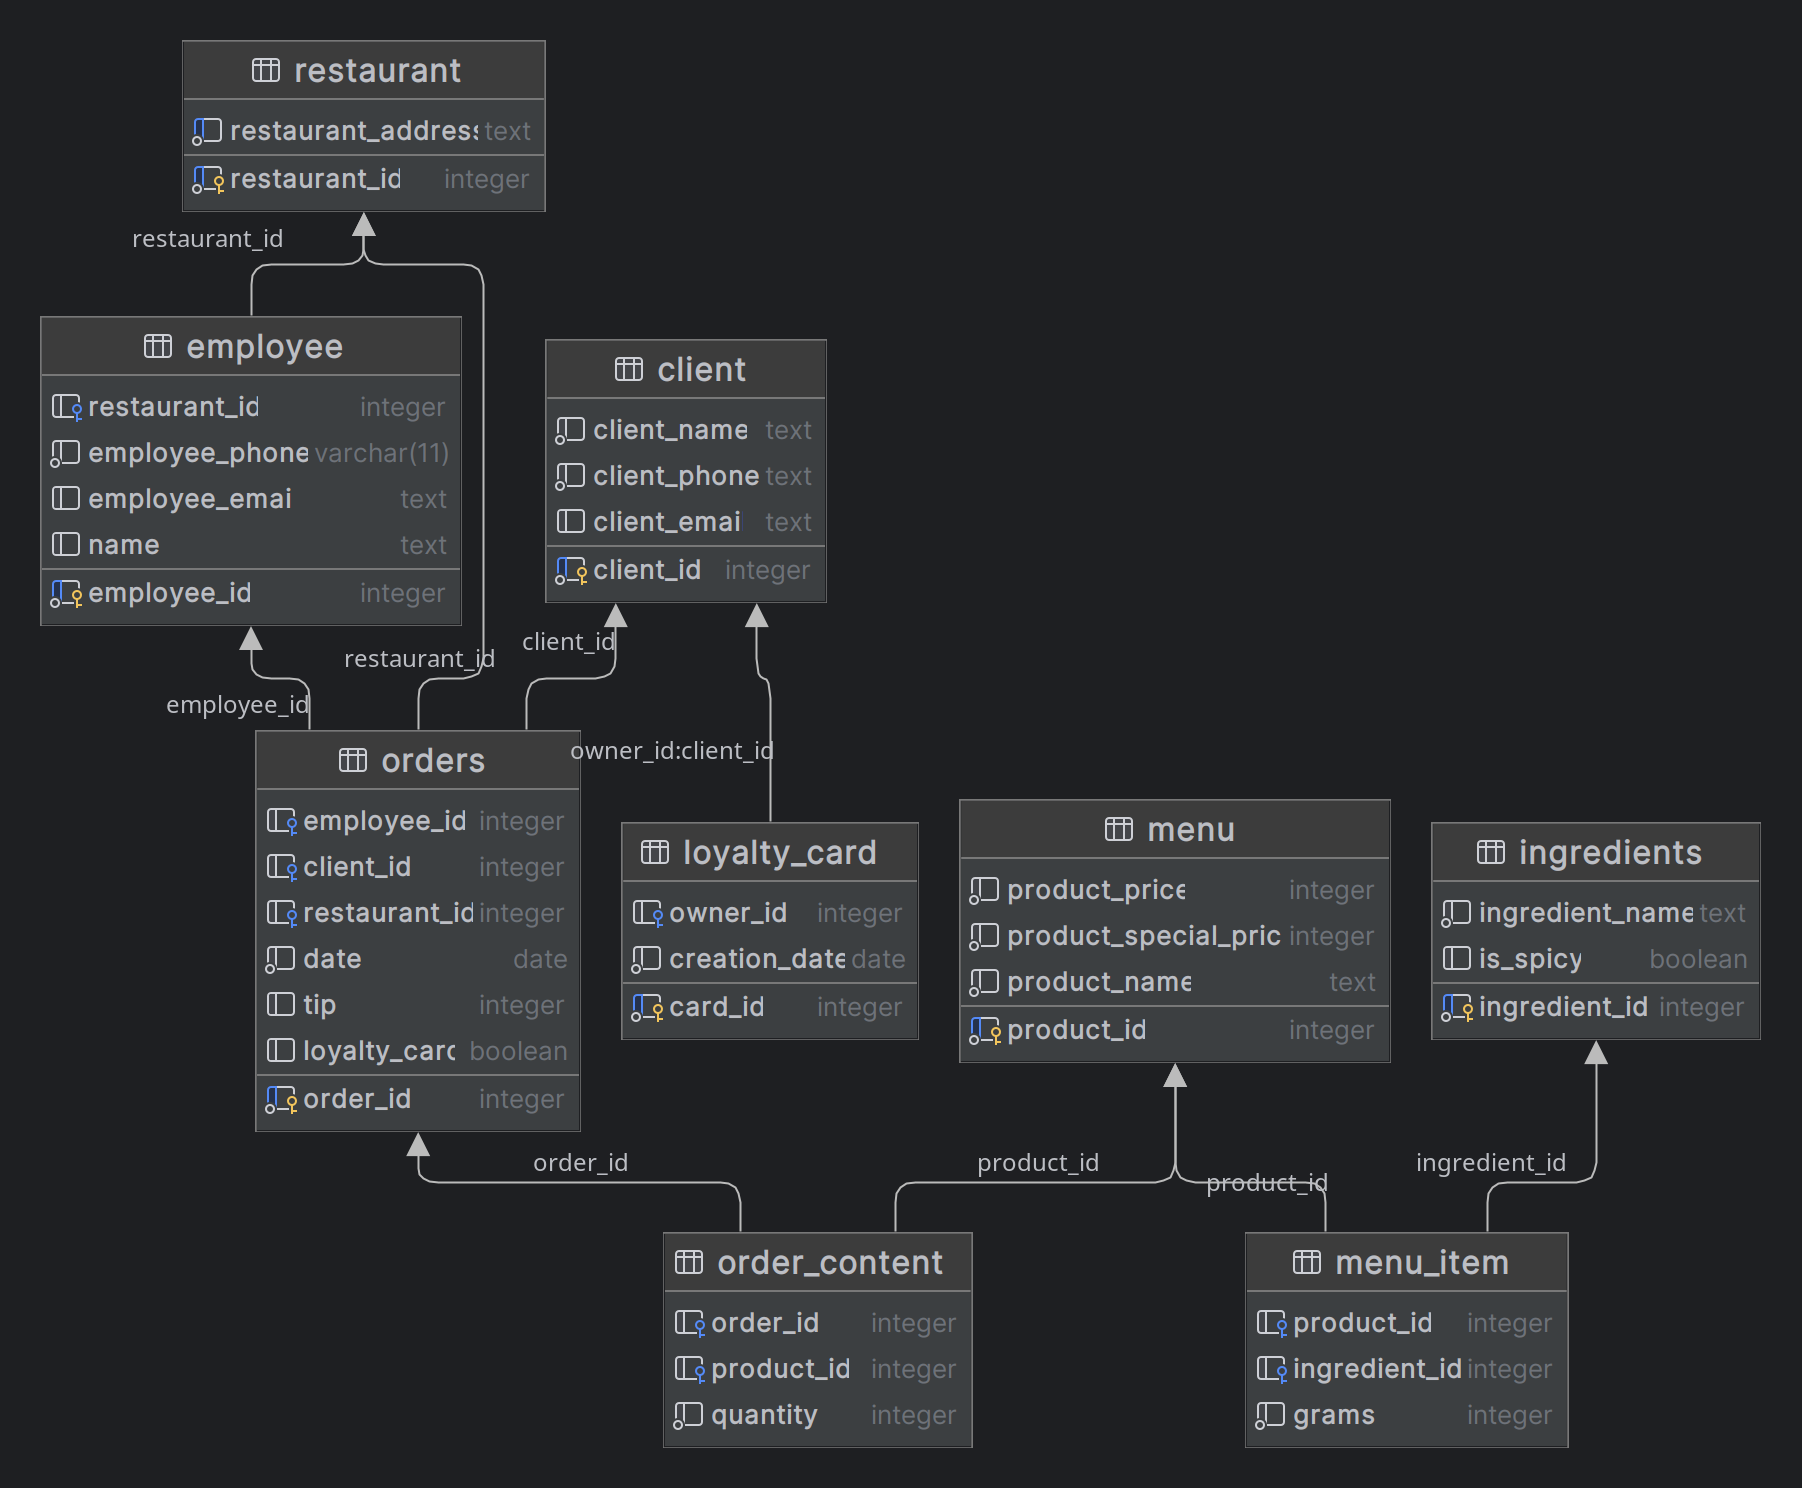 restaurant
restaurant_address text
restaurant_id integer
restaurant_id
employee
restaurant_id integer
employee_phone varchar(11)
employee_emai text
name text
employee_id integer
client
client_name text
client_phone text
client_emai text
client_id integer
client_id
restaurant_id
employee_id
owner_id:client_id
orders
employee_id integer
client_id integer
restaurant_id integer
date date
tip integer
loyalty_card boolean
order_id integer
loyalty_card
owner_id integer
creation_date date
card_id integer
menu
product_price integer
product_special_pric integer
product_name text
product_id integer
ingredients
ingredient_name text
is_spicy boolean
ingredient_id integer
order_id
product_id
product_id
ingredient_id
order_content
order_id integer
product_id integer
quantity integer
menu_item
product_id integer
ingredient_id integer
grams integer